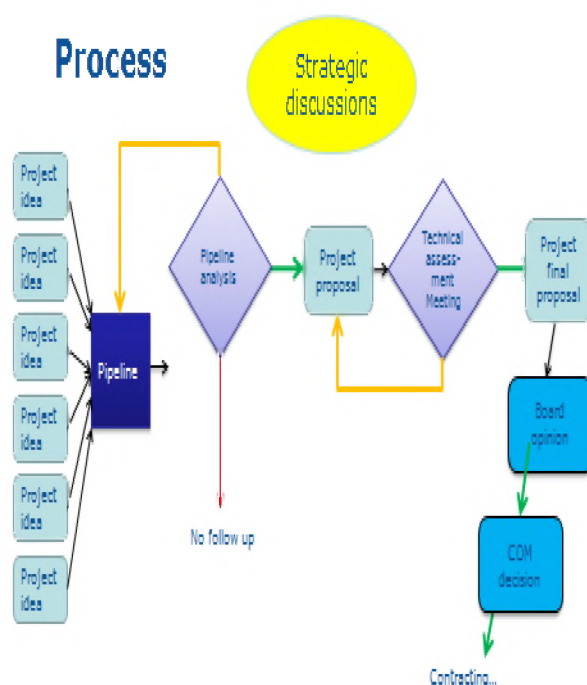 Process
Strategic
discussions
Project
idea
Project
idea
Project
idea
Project
idea
Project
idea
Project
idea
Pipeline
Pipeline
analysis
No follow up
Project
proposal
Technical
assess-
ment
Meeting
Project
final
proposal
Board
opinion
COM
decision
Contracting...